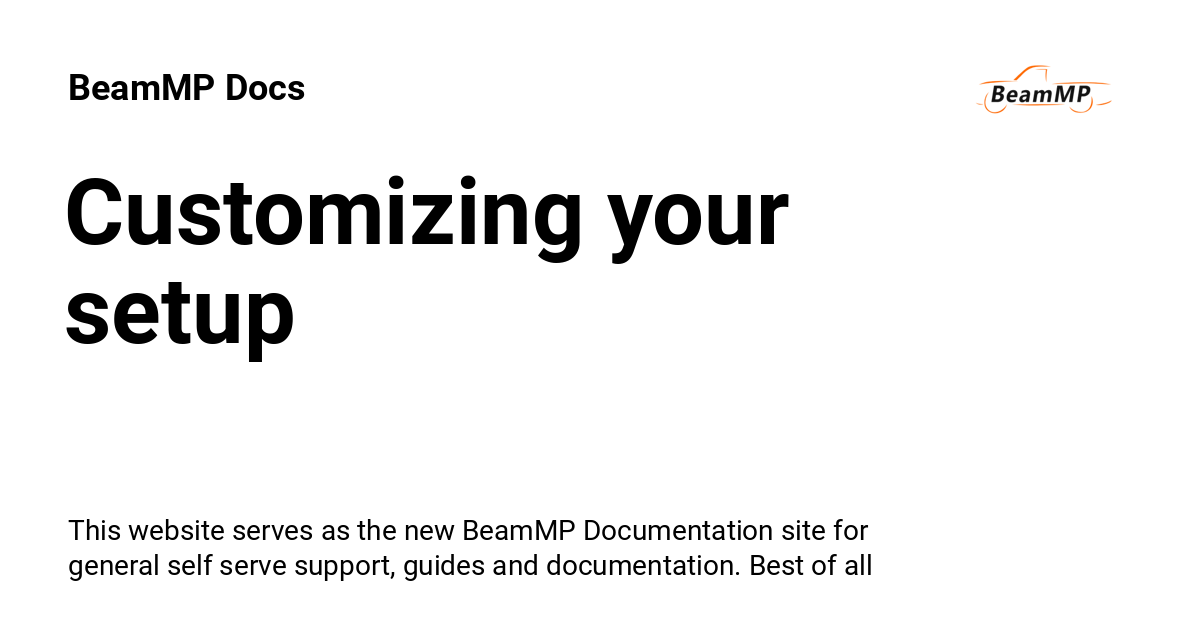 BeamMP Docs
BeamMP
Customizing your
setup
This website serves as the new BeamMP Documentation site for
general self serve support, guides and documentation. Best of all